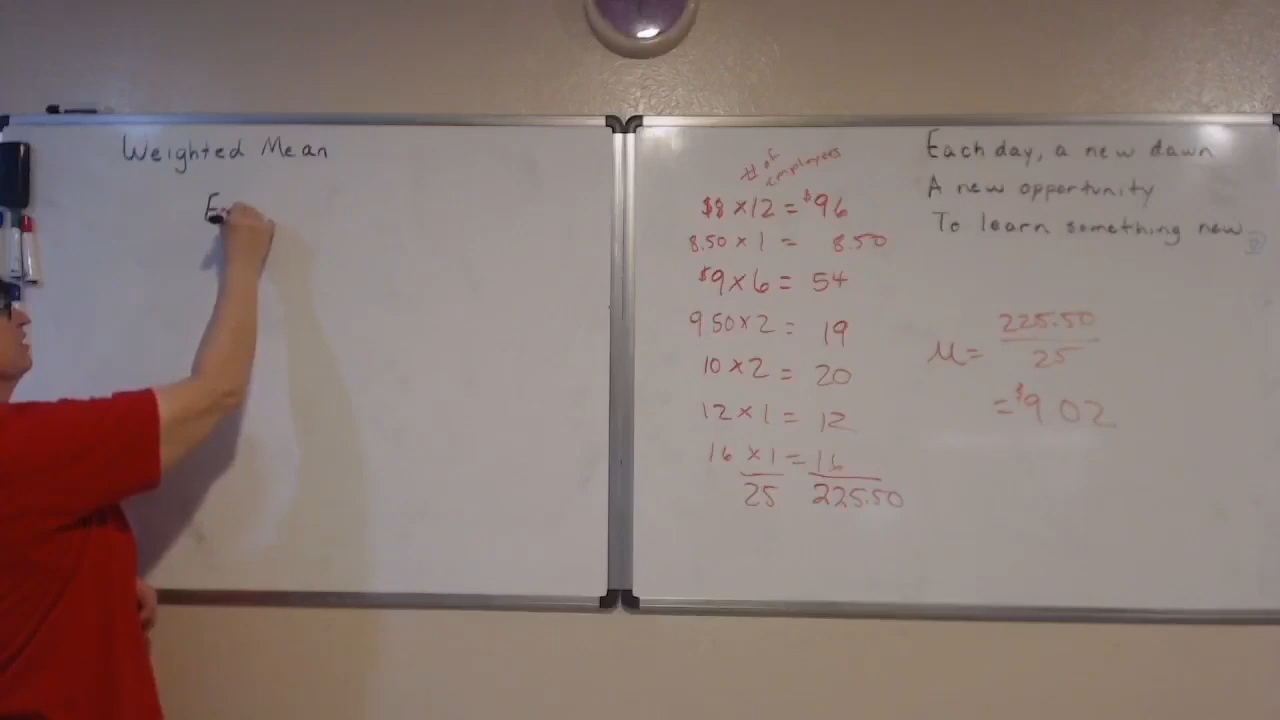 Weighted Mean
# of
employees
$8 × 12 = $96
8.50 × 1 = 8.50
$9 × 6 = 54
9 50 × 2 = 19
10 × 2 = 20
12 × 1 = 12
16 × 1 = 16
25 225.50
Each day, a new dawn
A new opportunity
To learn something new
μ = 225.50
25
= $9 02